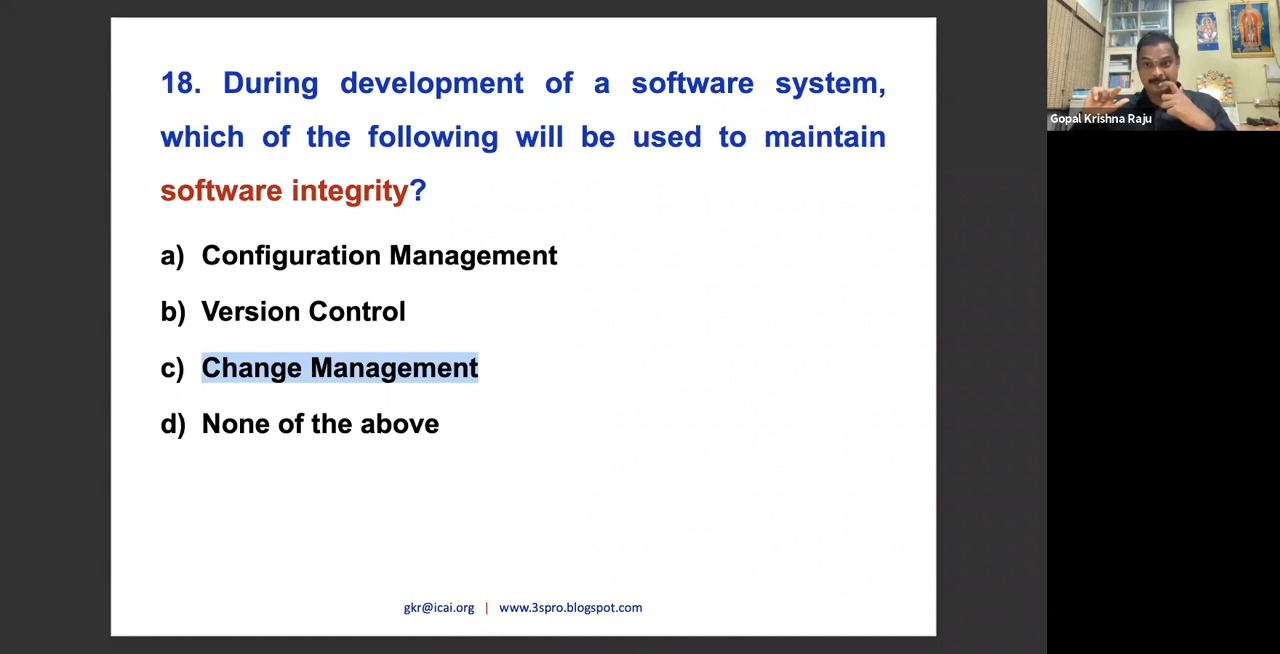 18. During development of a software system,
which of the following will be used to maintain
software integrity?
a) Configuration Management
b) Version Control
c) Change Management
d) None of the above
gkr@icai.org | www.3spro.blogspot.com
Gopal Krishna Raju